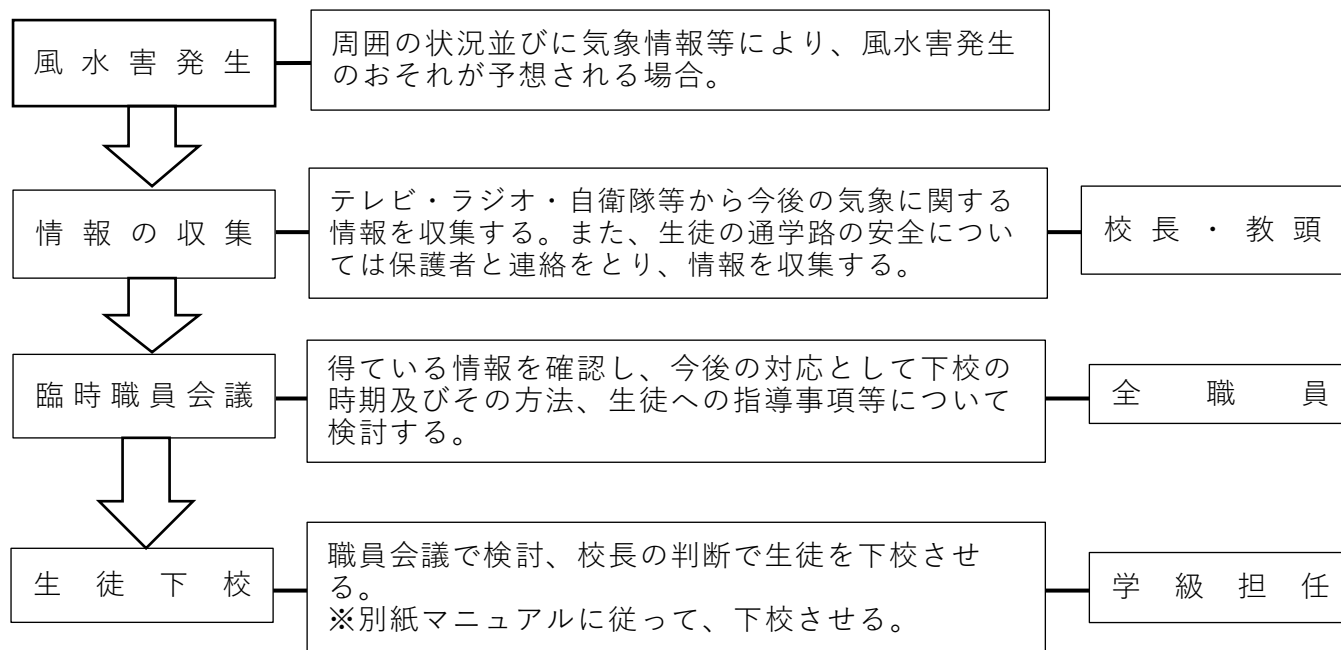 風水害発生
周囲の状況並びに気象情報等により、風水害発生
のおそれが予想される場合。
情報の収集
テレビ・ラジオ・自衛隊等から今後の気象に関する
情報を収集する。また、生徒の通学路の安全につい
ては保護者と連絡をとり、情報を収集する。
校長・教頭
臨時職員会議
得ている情報を確認し、今後の対応として下校の
時期及びその方法、生徒への指導事項等について
検討する。
全職員
生徒下校
職員会議で検討、校長の判断で生徒を下校させ
る。
※別紙マニュアルに従って、下校させる。
学級担任